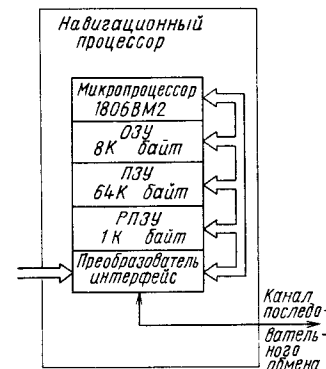 Навигационный
процессор
Микропроцессор
1806ВМ2
ОЗУ
8К байт
ПЗУ
64К байт
РПЗУ
1К байт
Преобразователь
интерфейс
Канал
последо-
ватель-
ного
обмена